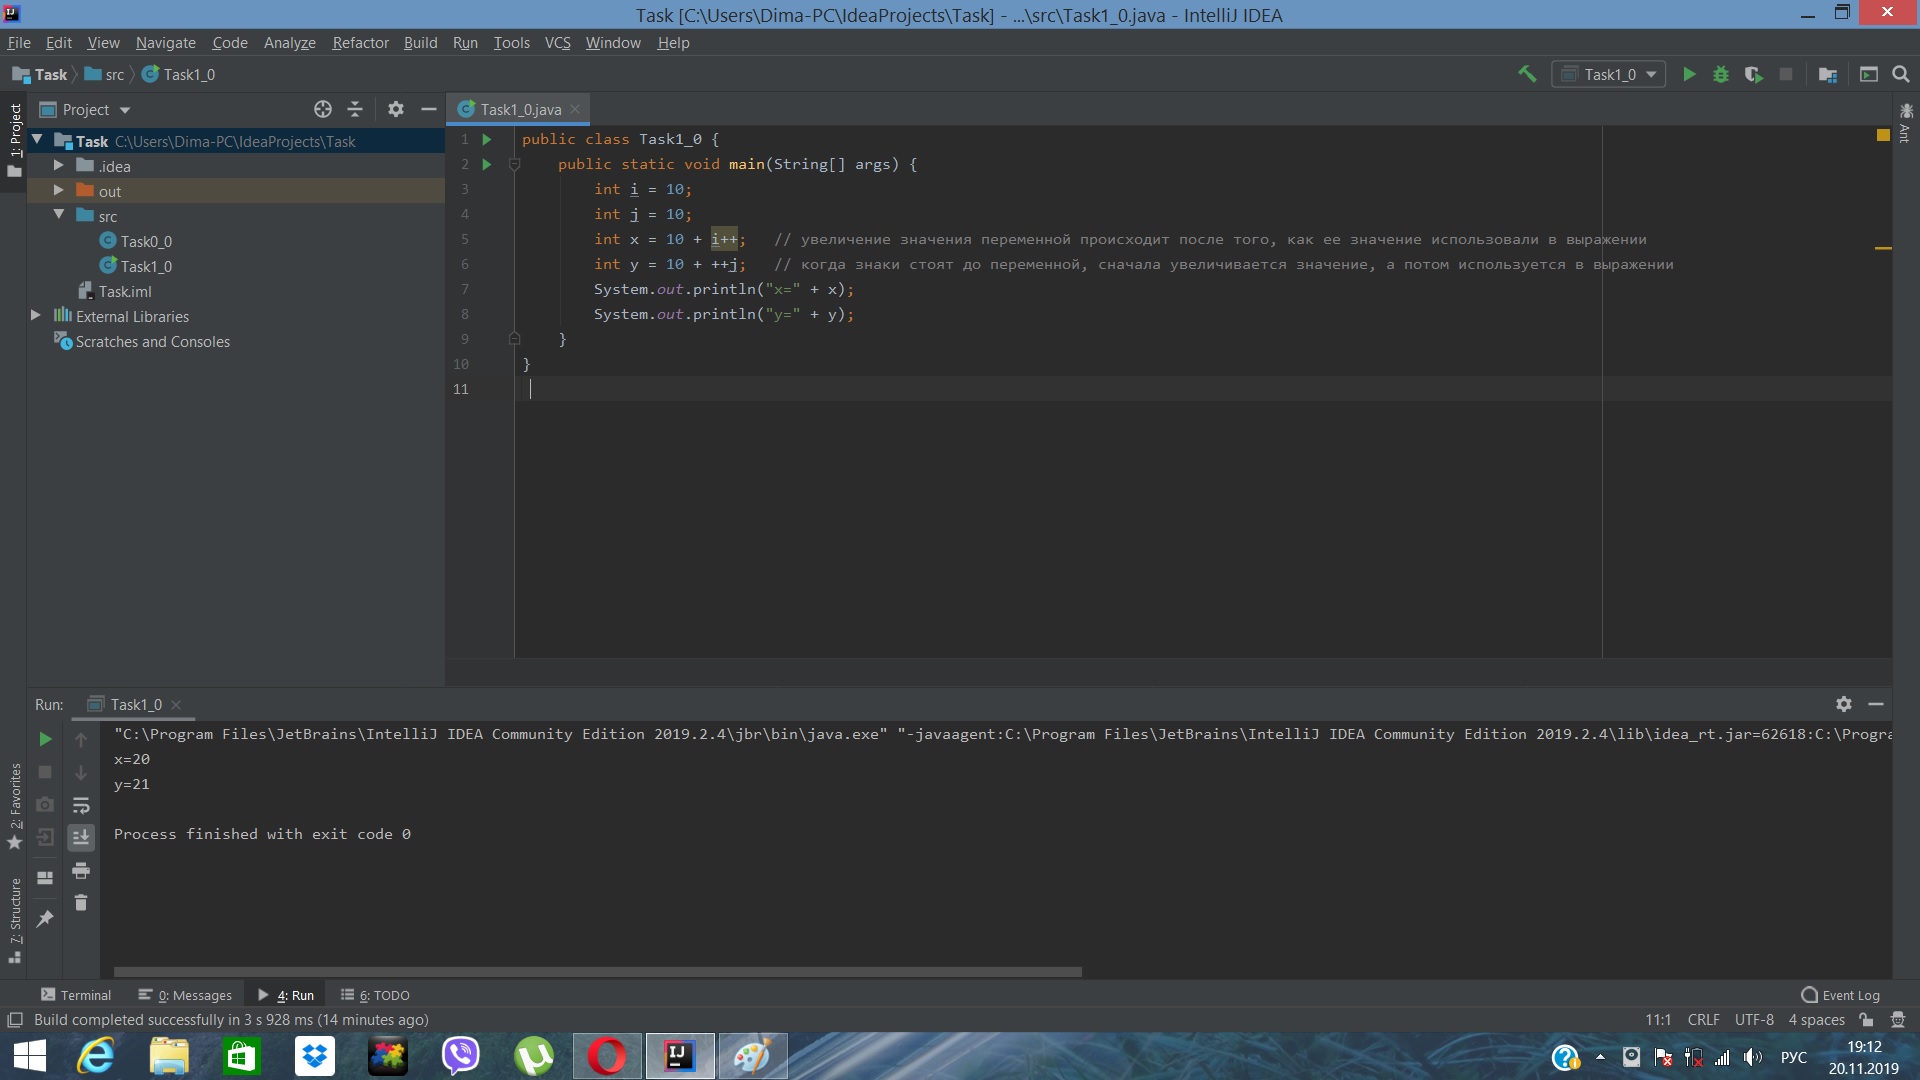 Task [C:\Users\Dima-PC\IdeaProjects\Task] - ...\src\Task1_0.java - IntelliJ IDEA
File Edit View Navigate Code Analyze Refactor Build Run Tools VCS Window Help
Task src Task1_0
Task1_0
Project
Task1_0.java
1: Project
Ant
Task C:\Users\Dima-PC\IdeaProjects\Task
.idea
out
src
Task0_0
Task1_0
Task.iml
External Libraries
Scratches and Consoles
1 public class Task1_0 {
2 public static void main(String[] args) {
3 int i = 10;
4 int j = 10;
5 int x = 10 + i++; // увеличение значения переменной происходит после того, как ее значение использовали в выражении
6 int y = 10 + ++j; // когда знаки стоят до переменной, сначала увеличивается значение, а потом используется в выражении
7 System.out.println("x=" + x);
8 System.out.println("y=" + y);
9 }
10 }
11
Run: Task1_0
"C:\Program Files\JetBrains\IntelliJ IDEA Community Edition 2019.2.4\jbr\bin\java.exe" "-javaagent:C:\Program Files\JetBrains\IntelliJ IDEA Community Edition 2019.2.4\lib\idea_rt.jar=62618:C:\Progra
x=20
y=21
Process finished with exit code 0
2: Favorites
7: Structure
Terminal 0: Messages 4: Run 6: TODO Event Log
Build completed successfully in 3 s 928 ms (14 minutes ago) 11:1 CRLF UTF-8 4 spaces
IJ
РУС
19:12
20.11.2019